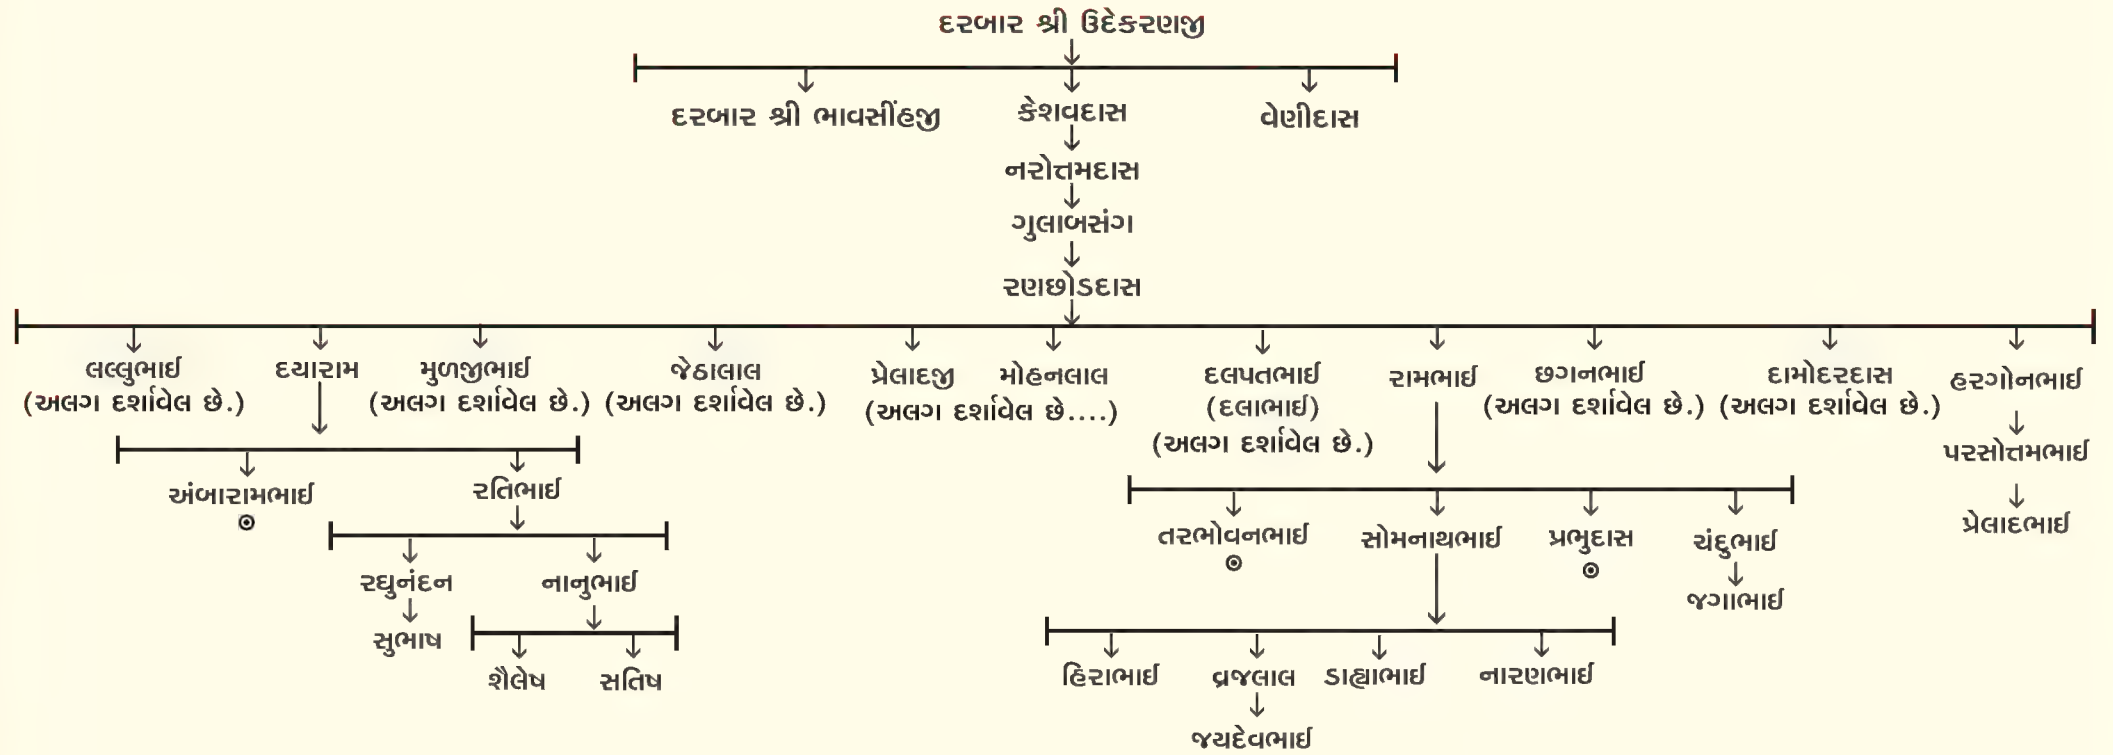 દરબાર શ્રી ઉદેકરણજી
દરબાર શ્રી ભાવસીંહજી
કેશવદાસ
વેણીદાસ
નરોત્તમદાસ
ગુલાબસંગ
રણછોડદાસ
લલ્લુભાઈ
(અલગ દર્શાવેલ છે.)
દયારામ
મુળજીભાઈ
(અલગ દર્શાવેલ છે.)
જેઠાલાલ
(અલગ દર્શાવેલ છે.)
પ્રેલાદજી
મોહનલાલ
(અલગ દર્શાવેલ છે....)
દલપતભાઈ
(દલાભાઈ)
(અલગ દર્શાવેલ છે.)
રામભાઈ
છગનભાઈ
(અલગ દર્શાવેલ છે.)
દામોદરદાસ
(અલગ દર્શાવેલ છે.)
હરગોનભાઈ
પરસોત્તમભાઈ
પ્રેલાદભાઈ
અંબારામભાઈ
રતિભાઈ
રઘુનંદન
નાનુભાઈ
સુભાષ
શૈલેષ
સતિષ
તરભોવનભાઈ
સોમનાથભાઈ
પ્રભુદાસ
ચંદુભાઈ
જગાભાઈ
હિરાભાઈ
વ્રજલાલ
ડાહ્યાભાઈ
નારણભાઈ
જયદેવભાઈ